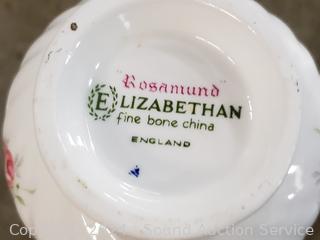 Rosamund
ELIZABETHAN
fine bone china
ENGLAND
Sound Auction Service